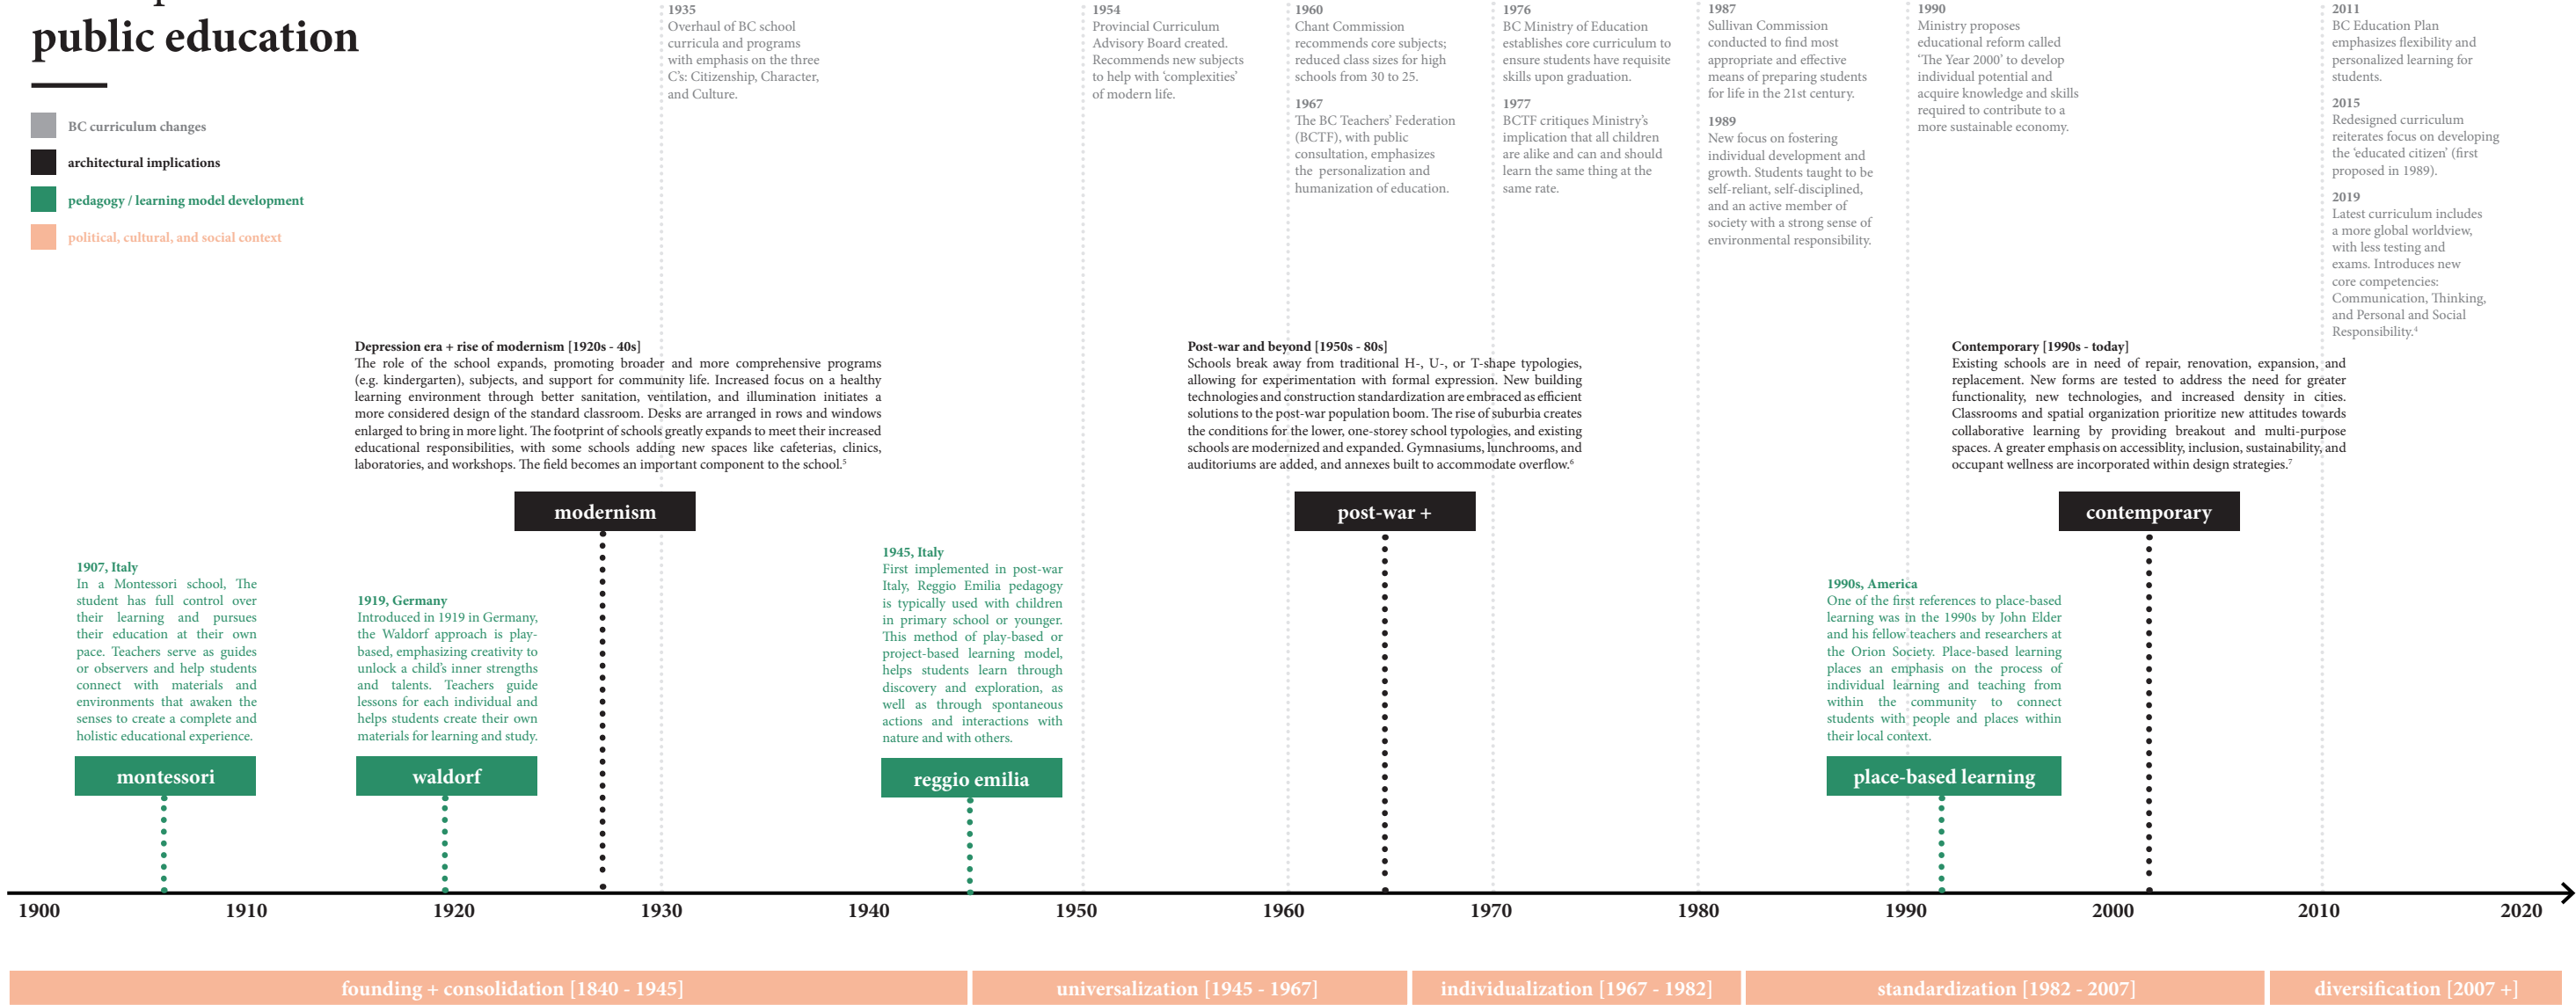 public education
BC curriculum changes
architectural implications
pedagogy / learning model development
political, cultural, and social context
1935
Overhaul of BC school
curricula and programs
with emphasis on the three
C's: Citizenship, Character,
and Culture.
1954
Provincial Curriculum
Advisory Board created.
Recommends new subjects
to help with 'complexities'
of modern life.
1960
Chant Commission
recommends core subjects;
reduced class sizes for high
schools from 30 to 25.
1967
The BC Teachers' Federation
(BCTF), with public
consultation, emphasizes
the personalization and
humanization of education.
1976
BC Ministry of Education
establishes core curriculum to
ensure students have requisite
skills upon graduation.
1977
BCTF critiques Ministry's
implication that all children
are alike and can and should
learn the same thing at the
same rate.
1987
Sullivan Commission
conducted to find most
appropriate and effective
means of preparing students
for life in the 21st century.
1989
New focus on fostering
individual development and
growth. Students taught to be
self-reliant, self-disciplined,
and an active member of
society with a strong sense of
environmental responsibility.
1990
Ministry proposes
educational reform called
'The Year 2000' to develop
individual potential and
acquire knowledge and skills
required to contribute to a
more sustainable economy.
2011
BC Education Plan
emphasizes flexibility and
personalized learning for
students.
2015
Redesigned curriculum
reiterates focus on developing
the 'educated citizen' (first
proposed in 1989).
2019
Latest curriculum includes
a more global worldview,
with less testing and
exams. Introduces new
core competencies:
Communication, Thinking,
and Personal and Social
Responsibility.⁴
Depression era + rise of modernism [1920s - 40s]
The role of the school expands, promoting broader and more comprehensive programs
(e.g. kindergarten), subjects, and support for community life. Increased focus on a healthy
learning environment through better sanitation, ventilation, and illumination initiates a
more considered design of the standard classroom. Desks are arranged in rows and windows
enlarged to bring in more light. The footprint of schools greatly expands to meet their increased
educational responsibilities, with some schools adding new spaces like cafeterias, clinics,
laboratories, and workshops. The field becomes an important component to the school.⁵
modernism
Post-war and beyond [1950s - 80s]
Schools break away from traditional H-, U-, or T-shape typologies,
allowing for experimentation with formal expression. New building
technologies and construction standardization are embraced as efficient
solutions to the post-war population boom. The rise of suburbia creates
the conditions for the lower, one-storey school typologies, and existing
schools are modernized and expanded. Gymnasiums, lunchrooms, and
auditoriums are added, and annexes built to accommodate overflow.⁶
post-war +
Contemporary [1990s - today]
Existing schools are in need of repair, renovation, expansion, and
replacement. New forms are tested to address the need for greater
functionality, new technologies, and increased density in cities.
Classrooms and spatial organization prioritize new attitudes towards
collaborative learning by providing breakout and multi-purpose
spaces. A greater emphasis on accessiblity, inclusion, sustainability, and
occupant wellness are incorporated within design strategies.⁷
contemporary
1907, Italy
In a Montessori school, The
student has full control over
their learning and pursues
their education at their own
pace. Teachers serve as guides
or observers and help students
connect with materials and
environments that awaken the
senses to create a complete and
holistic educational experience.
montessori
1919, Germany
Introduced in 1919 in Germany,
the Waldorf approach is play-
based, emphasizing creativity to
unlock a child's inner strengths
and talents. Teachers guide
lessons for each individual and
helps students create their own
materials for learning and study.
waldorf
1945, Italy
First implemented in post-war
Italy, Reggio Emilia pedagogy
is typically used with children
in primary school or younger.
This method of play-based or
project-based learning model,
helps students learn through
discovery and exploration, as
well as through spontaneous
actions and interactions with
nature and with others.
reggio emilia
1990s, America
One of the first references to place-based
learning was in the 1990s by John Elder
and his fellow teachers and researchers at
the Orion Society. Place-based learning
places an emphasis on the process of
individual learning and teaching from
within the community to connect
students with people and places within
their local context.
place-based learning
1900 1910 1920 1930 1940 1950 1960 1970 1980 1990 2000 2010 2020
founding + consolidation [1840 - 1945] universalization [1945 - 1967] individualization [1967 - 1982] standardization [1982 - 2007] diversification [2007 +]